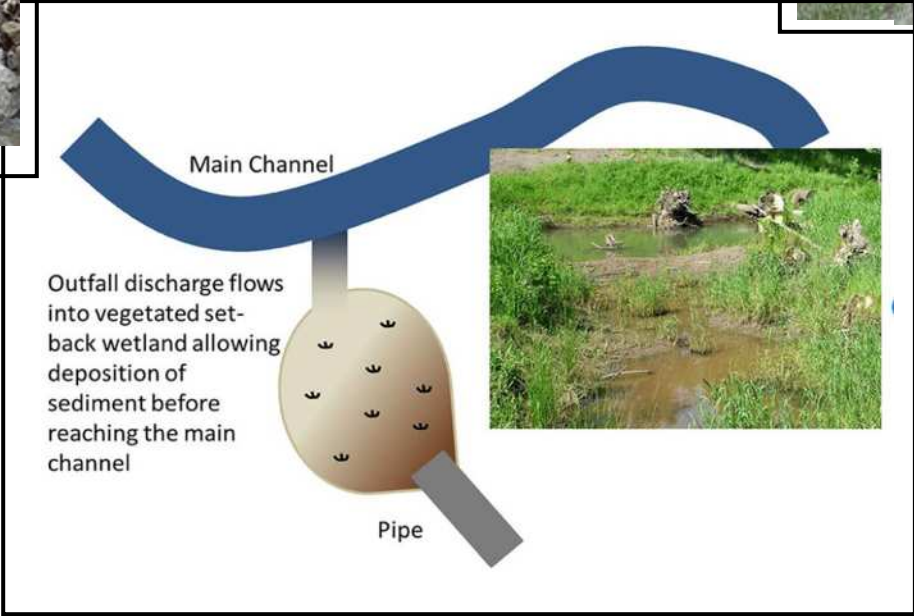 Main Channel
Outfall discharge flows
into vegetated set-
back wetland allowing
deposition of
sediment before
reaching the main
channel
Pipe